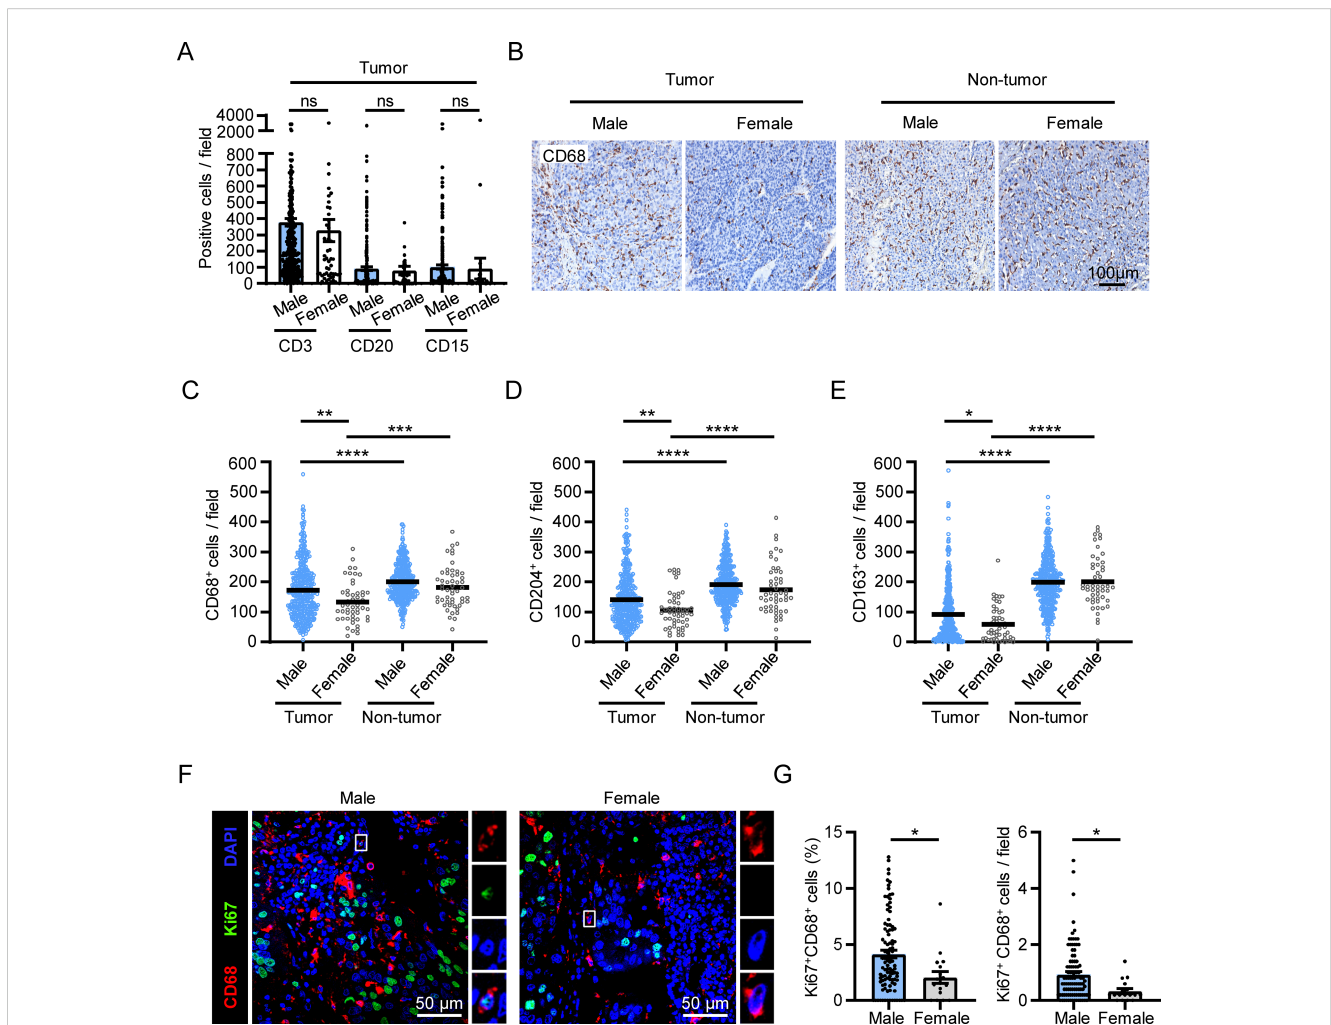 A
Tumor
ns
ns
ns
Positive cells / field
4000
2000
800
700
600
500
400
300
200
100
0
Male
Female
Male
Female
Male
Female
CD3
CD20
CD15
B
Tumor
Non-tumor
Male
Female
Male
Female
CD68
100µm
C
**
***
****
CD68⁺ cells / field
600
500
400
300
200
100
0
Male
Female
Male
Female
Tumor
Non-tumor
D
**
****
****
CD204⁺ cells / field
600
500
400
300
200
100
0
Male
Female
Male
Female
Tumor
Non-tumor
E
*
****
****
CD163⁺ cells / field
600
500
400
300
200
100
0
Male
Female
Male
Female
Tumor
Non-tumor
F
Male
Female
CD68 Ki67 DAPI
50 µm
50 µm
G
*
Ki67⁺CD68⁺ cells (%)
15
10
5
0
Male
Female
*
Ki67⁺ CD68⁺ cells / field
6
4
2
0
Male
Female